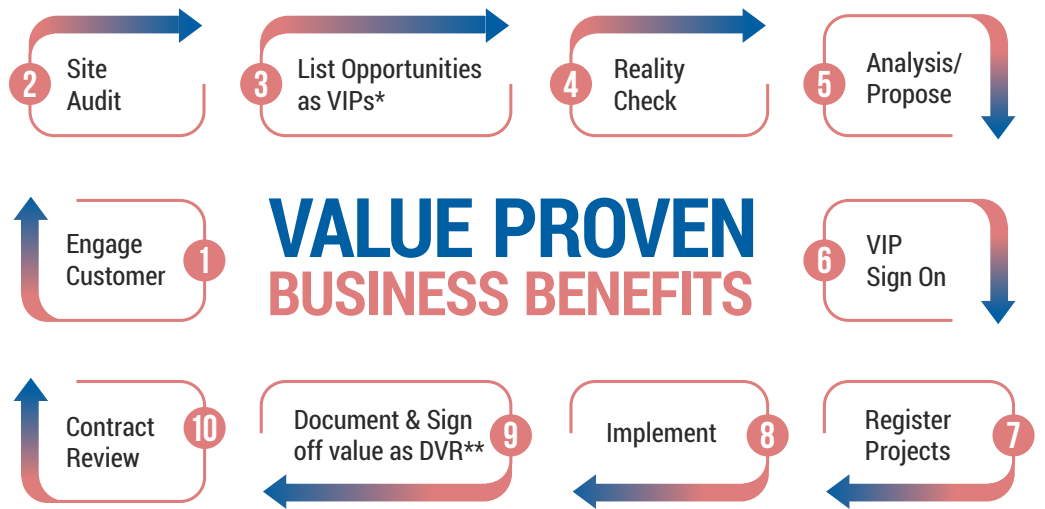 2
Site
Audit
3
List Opportunities
as VIPs*
4
Reality
Check
5
Analysis/
Propose
Engage
Customer
1
VALUE PROVEN
BUSINESS BENEFITS
6
VIP
Sign On
Contract
Review
10
Document & Sign
off value as DVR**
9
Implement
8
Register
Projects
7